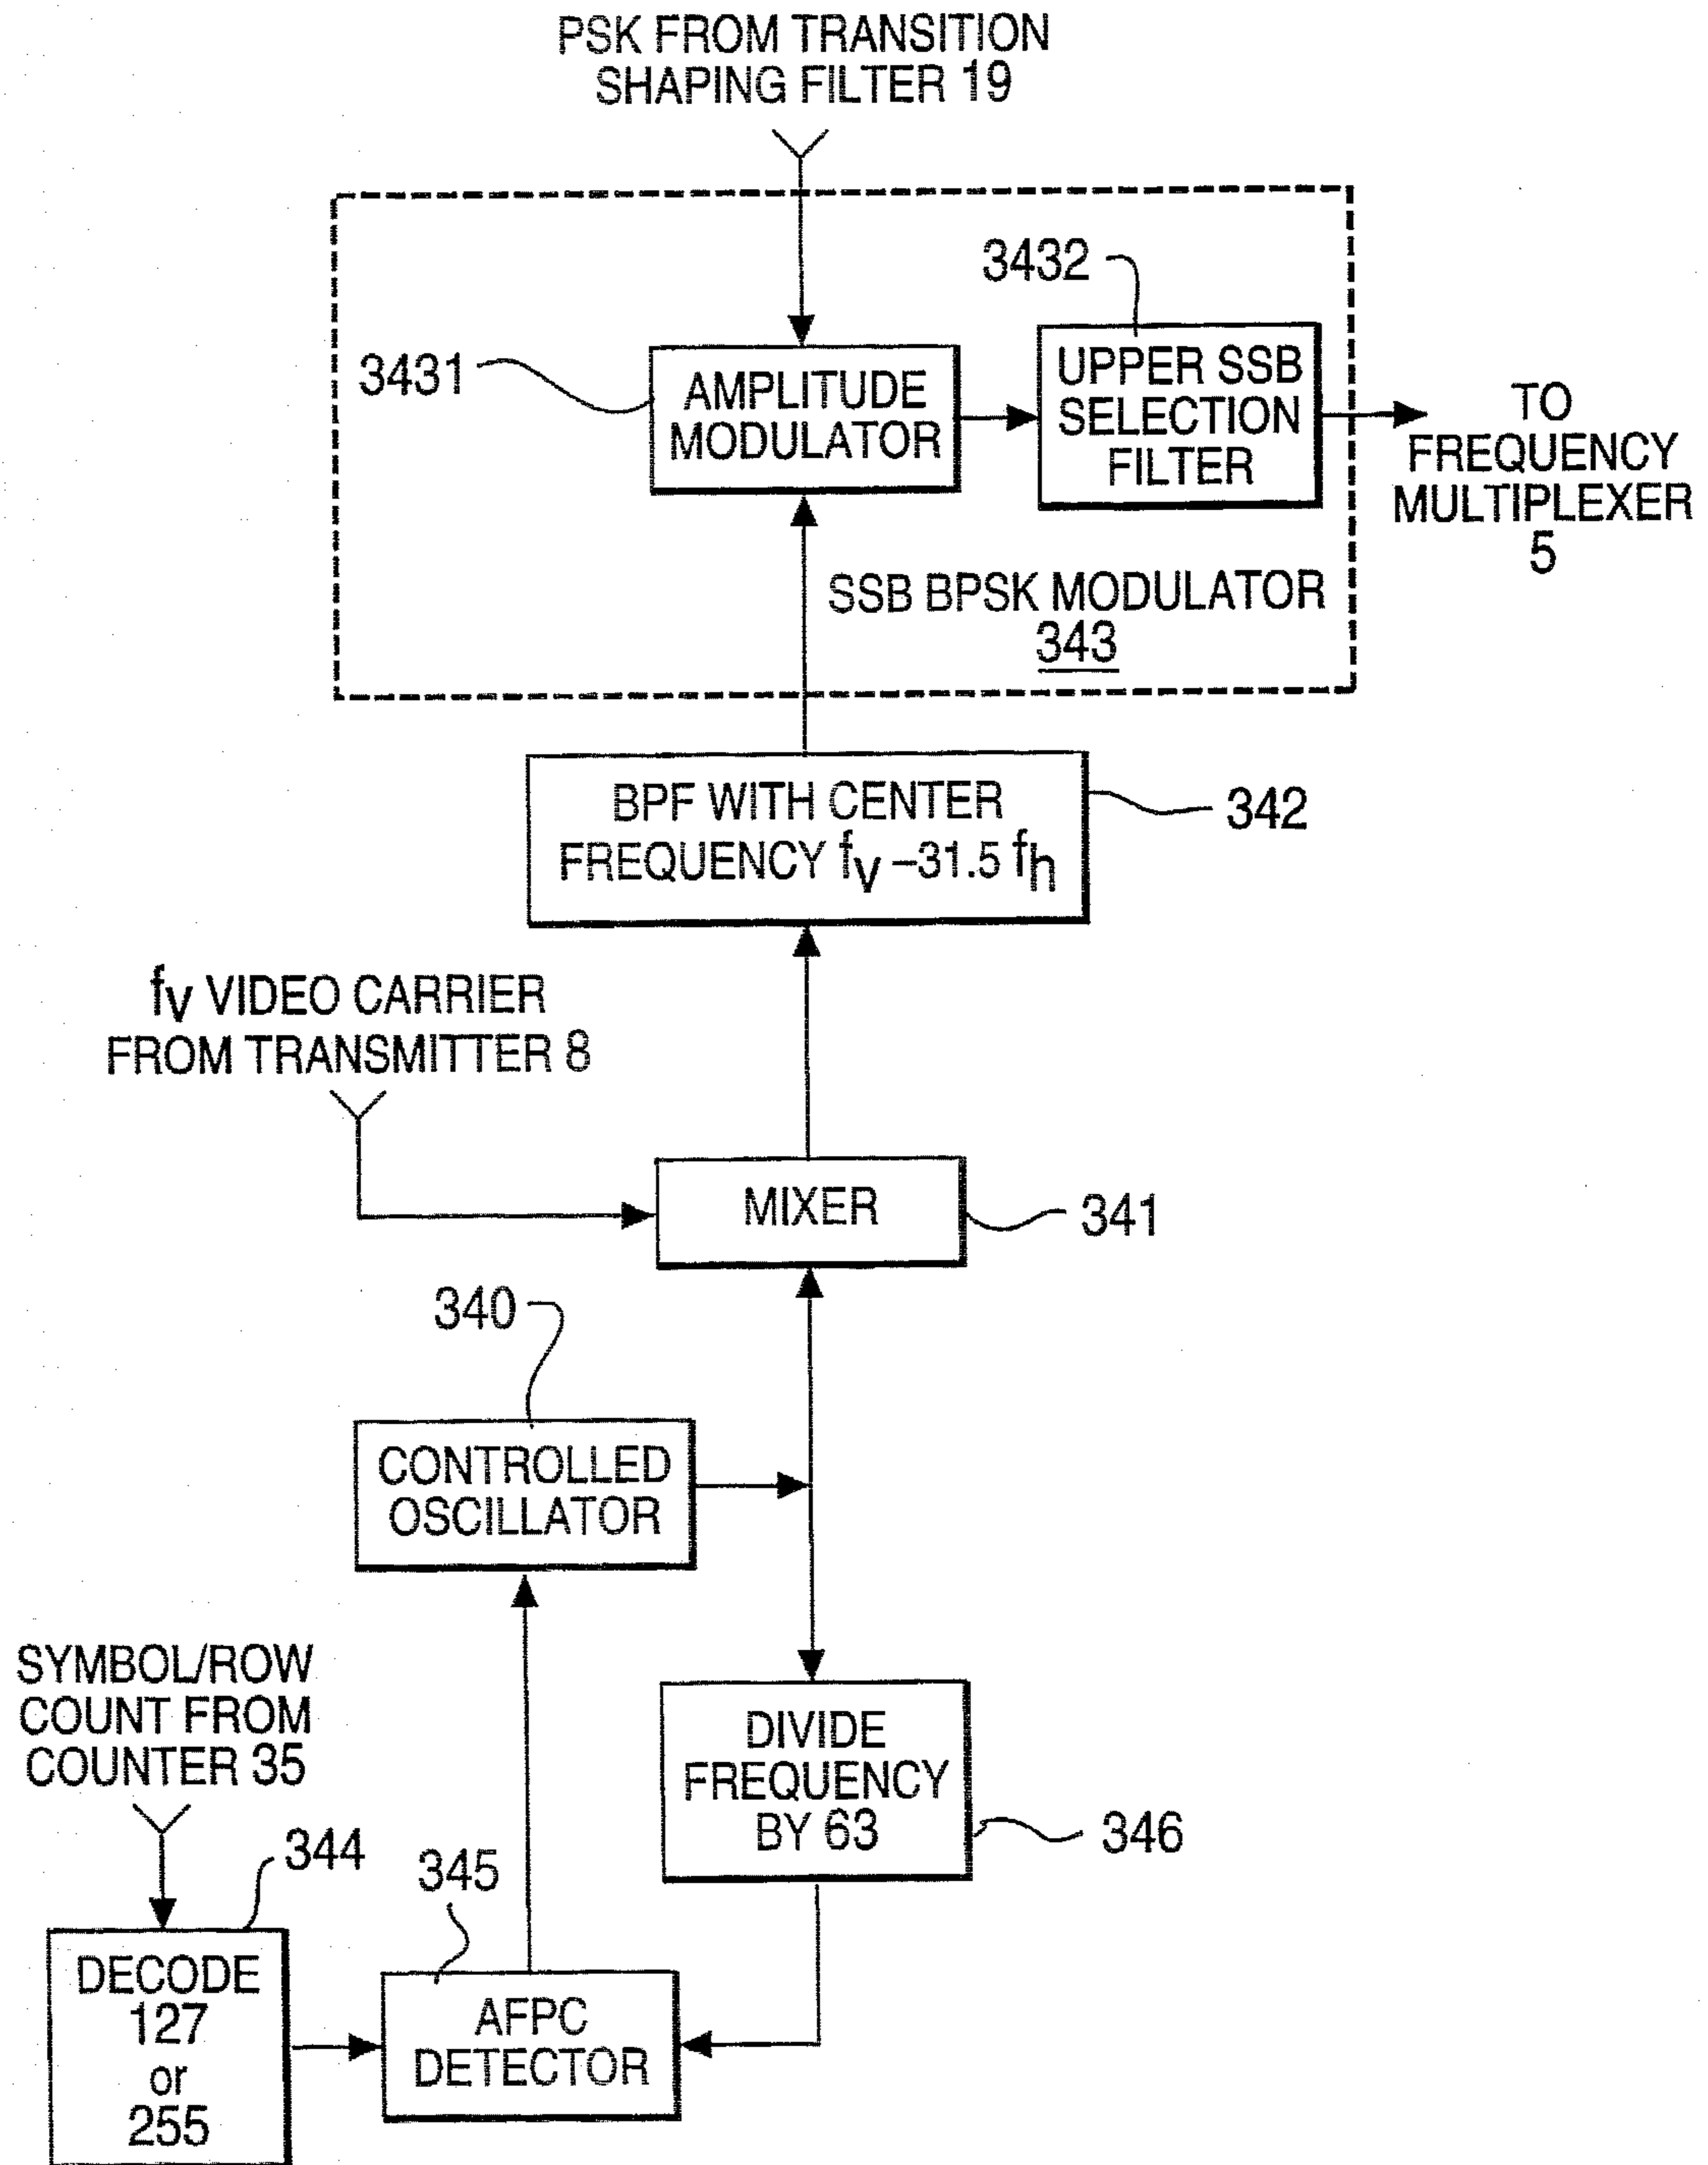 PSK FROM TRANSITION
SHAPING FILTER 19
3432
3431
AMPLITUDE
MODULATOR
UPPER SSB
SELECTION
FILTER
TO
FREQUENCY
MULTIPLEXER
5
SSB BPSK MODULATOR
343
BPF WITH CENTER
FREQUENCY fv –31.5 fh
342
fv VIDEO CARRIER
FROM TRANSMITTER 8
MIXER
341
340
CONTROLLED
OSCILLATOR
SYMBOL/ROW
COUNT FROM
COUNTER 35
DIVIDE
FREQUENCY
BY 63
346
344
345
DECODE
127
or
255
AFPC
DETECTOR